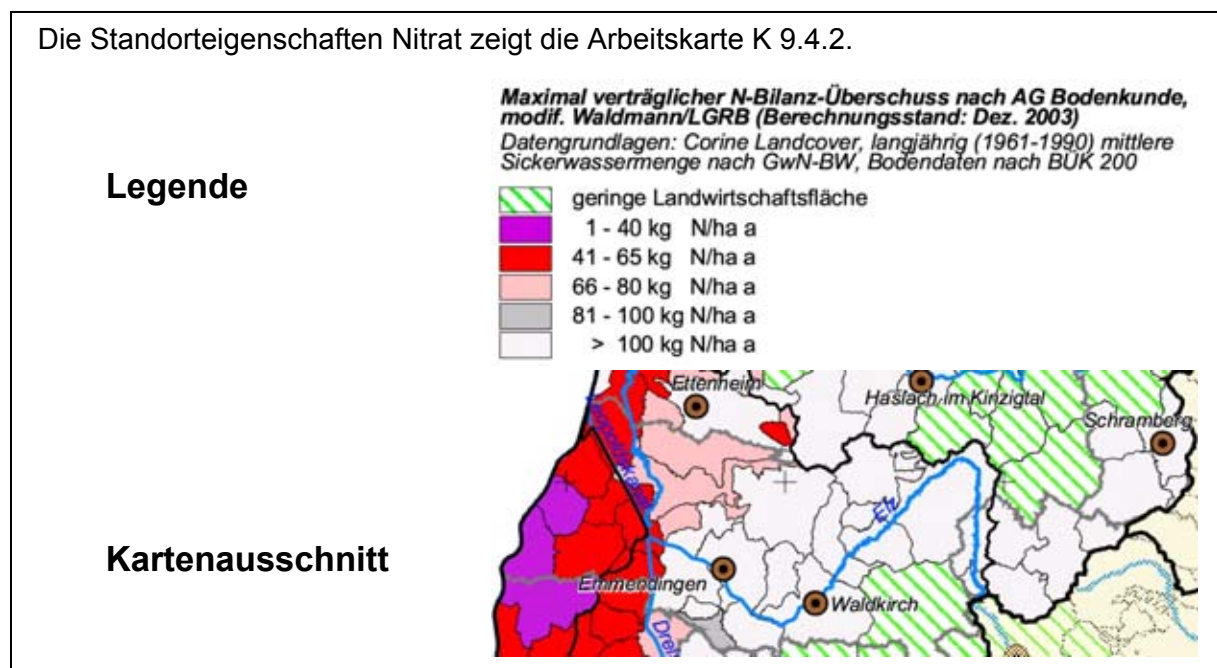 Die Standorteigenschaften Nitrat zeigt die Arbeitskarte K 9.4.2.
Legende
Maximal verträglicher N-Bilanz-Überschuss nach AG Bodenkunde,
modif. Waldmann/LGRB (Berechnungsstand: Dez. 2003)
Datengrundlagen: Corine Landcover, langjährig (1961-1990) mittlere
Sickerwassermenge nach GwN-BW, Bodendaten nach BÜK 200
geringe Landwirtschaftsfläche
1 - 40 kg N/ha a
41 - 65 kg N/ha a
66 - 80 kg N/ha a
81 - 100 kg N/ha a
> 100 kg N/ha a
Kartenausschnitt
Ettenheim
Haslach im Kinzigtal
Schramberg
Elz
Emmendingen
Waldkirch